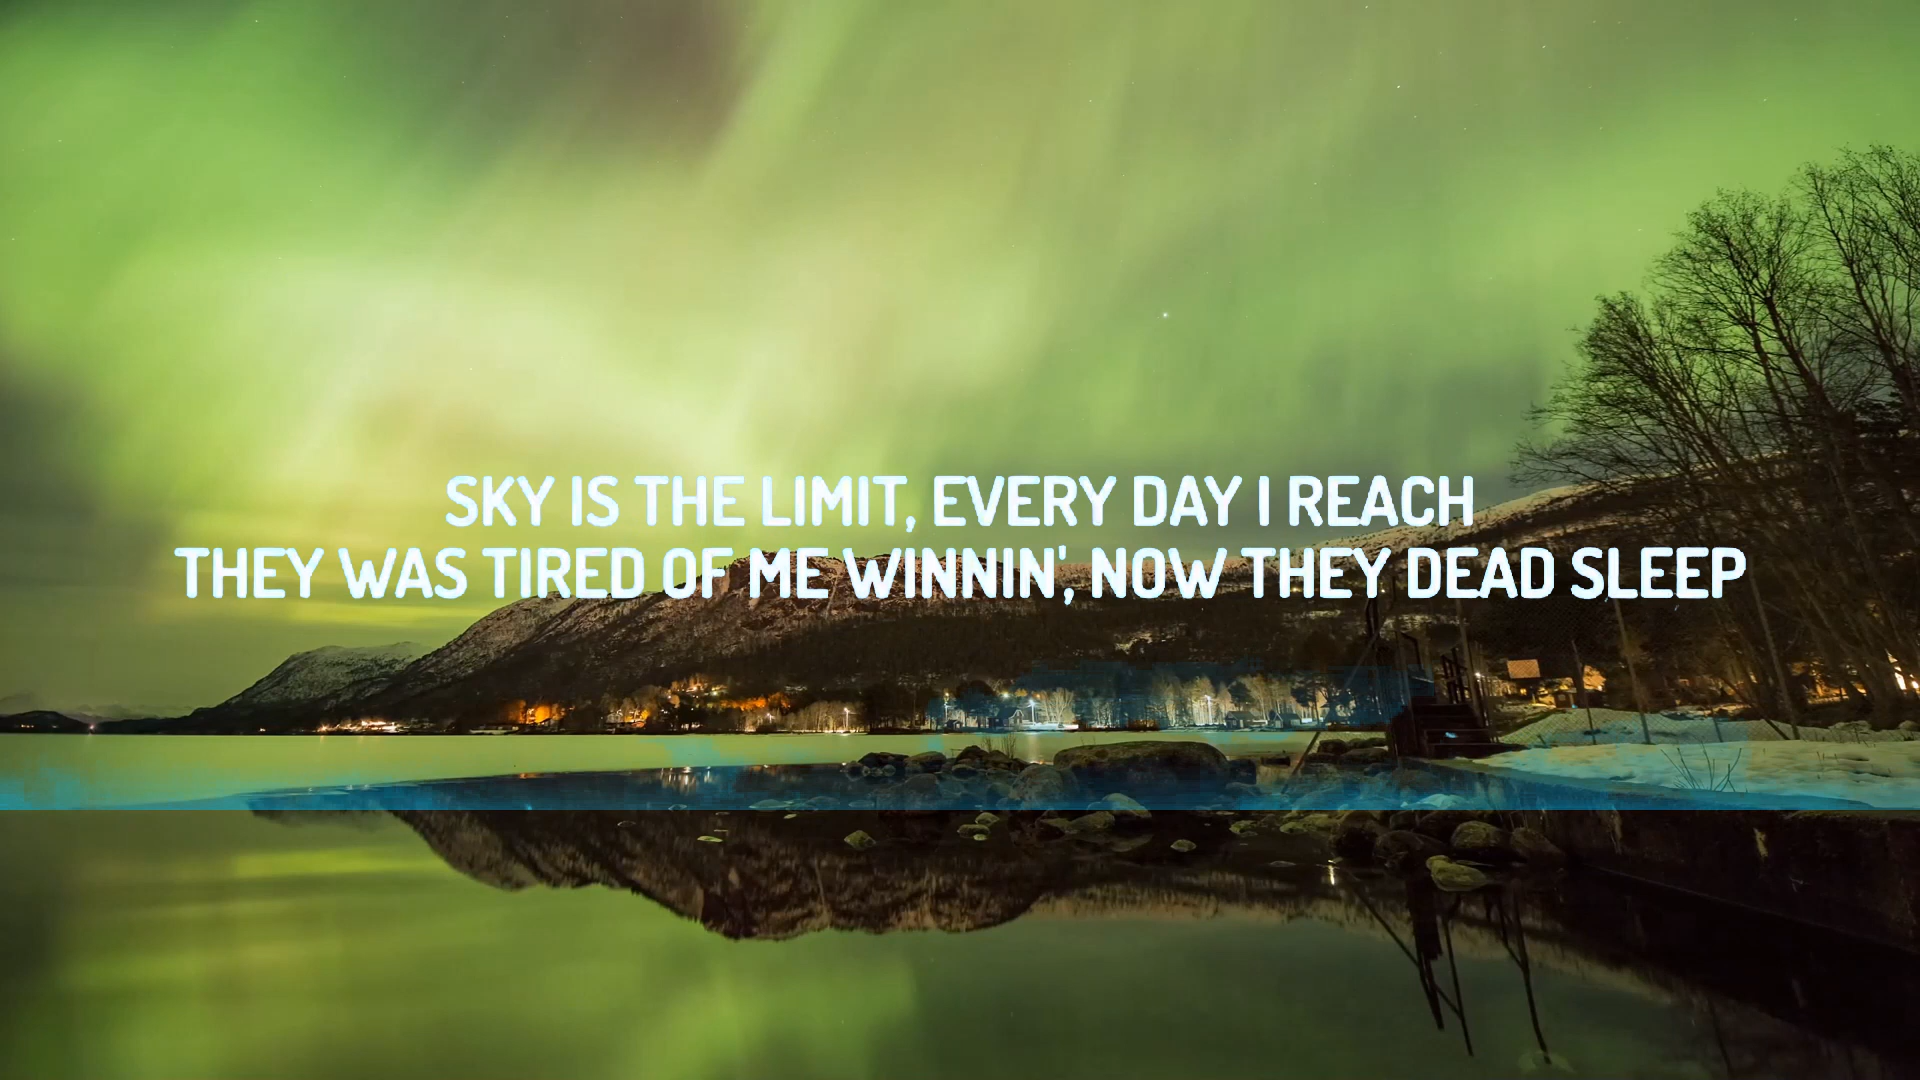 SKY IS THE LIMIT, EVERY DAY I REACH
THEY WAS TIRED OF ME WINNIN', NOW THEY DEAD SLEEP